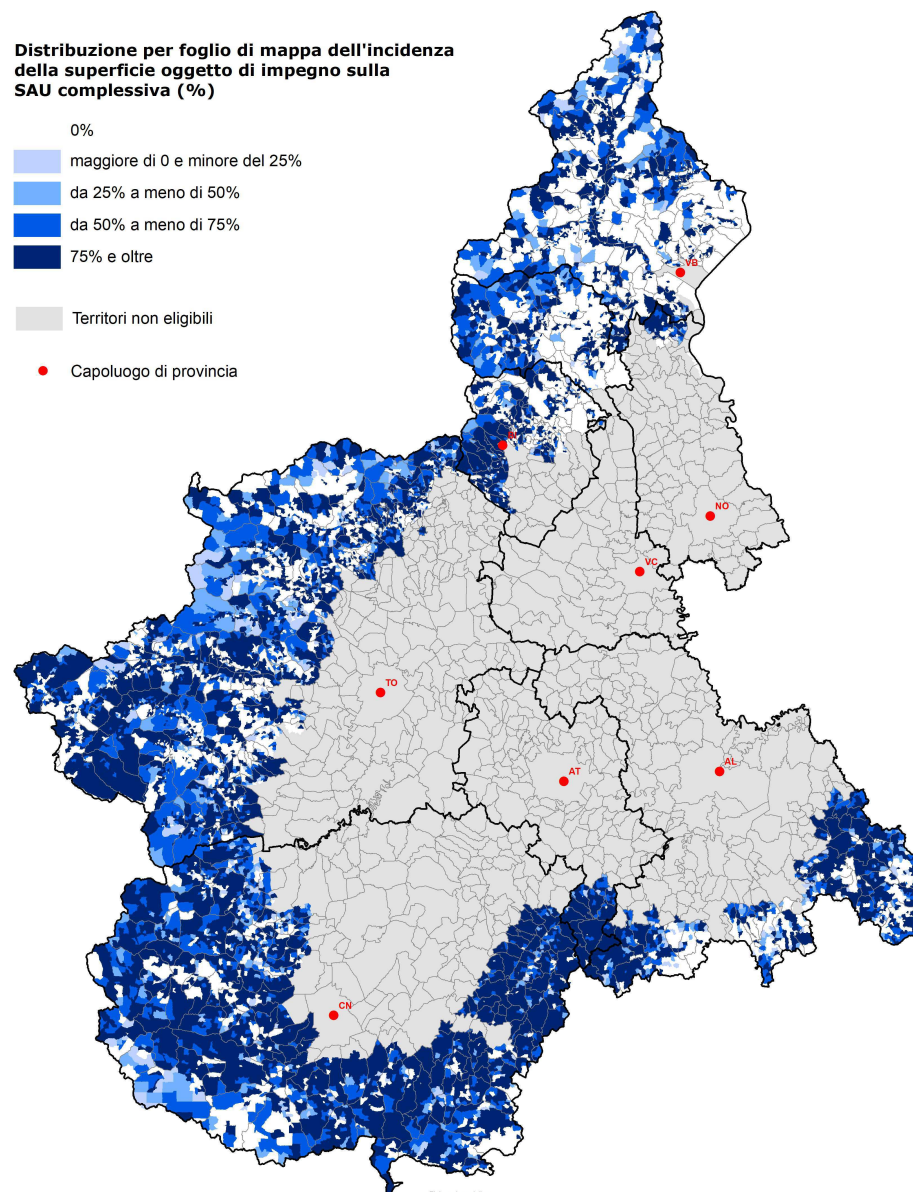 Distribuzione per foglio di mappa dell'incidenza
della superficie oggetto di impegno sulla
SAU complessiva (%)
0%
maggiore di 0 e minore del 25%
da 25% a meno di 50%
da 50% a meno di 75%
75% e oltre
Territori non eligibili
Capoluogo di provincia
VB
NO
VC
TO
AT
AL
CN